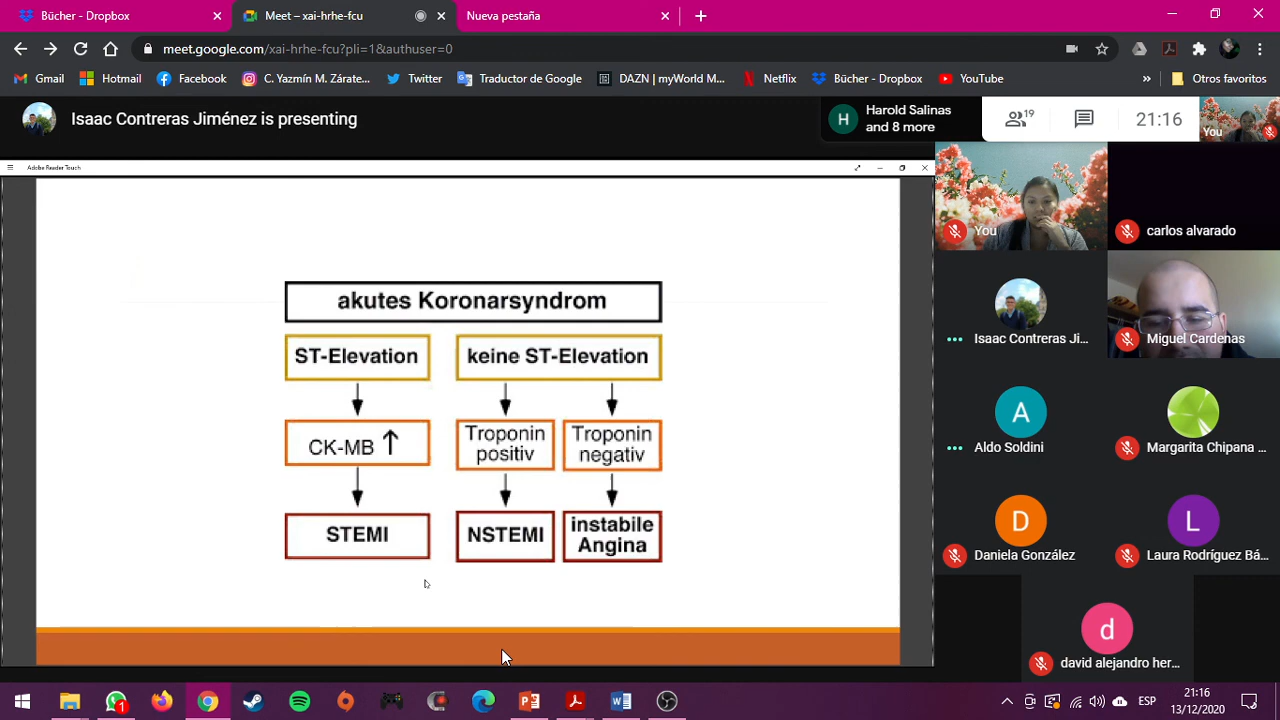 Bücher - Dropbox
Meet – xai-hrhe-fcu
Nueva pestaña
meet.google.com/xai-hrhe-fcu?pli=1&authuser=0
Gmail
Hotmail
Facebook
C. Yazmín M. Zárate...
Twitter
Traductor de Google
DAZN | myWorld M...
Netflix
Bücher - Dropbox
YouTube
»
Otros favoritos
Isaac Contreras Jiménez is presenting
H
Harold Salinas
and 8 more
19
21:16
You
Adobe Reader Touch
akutes Koronarsyndrom
ST-Elevation
keine ST-Elevation
CK-MB ↑
Troponin
positiv
Troponin
negativ
STEMI
NSTEMI
instabile
Angina
You
carlos alvarado
Isaac Contreras Ji...
Miguel Cardenas
A
Aldo Soldini
Margarita Chipana ...
D
Daniela González
L
Laura Rodríguez Bá...
d
david alejandro her...
1
ESP
21:16
13/12/2020